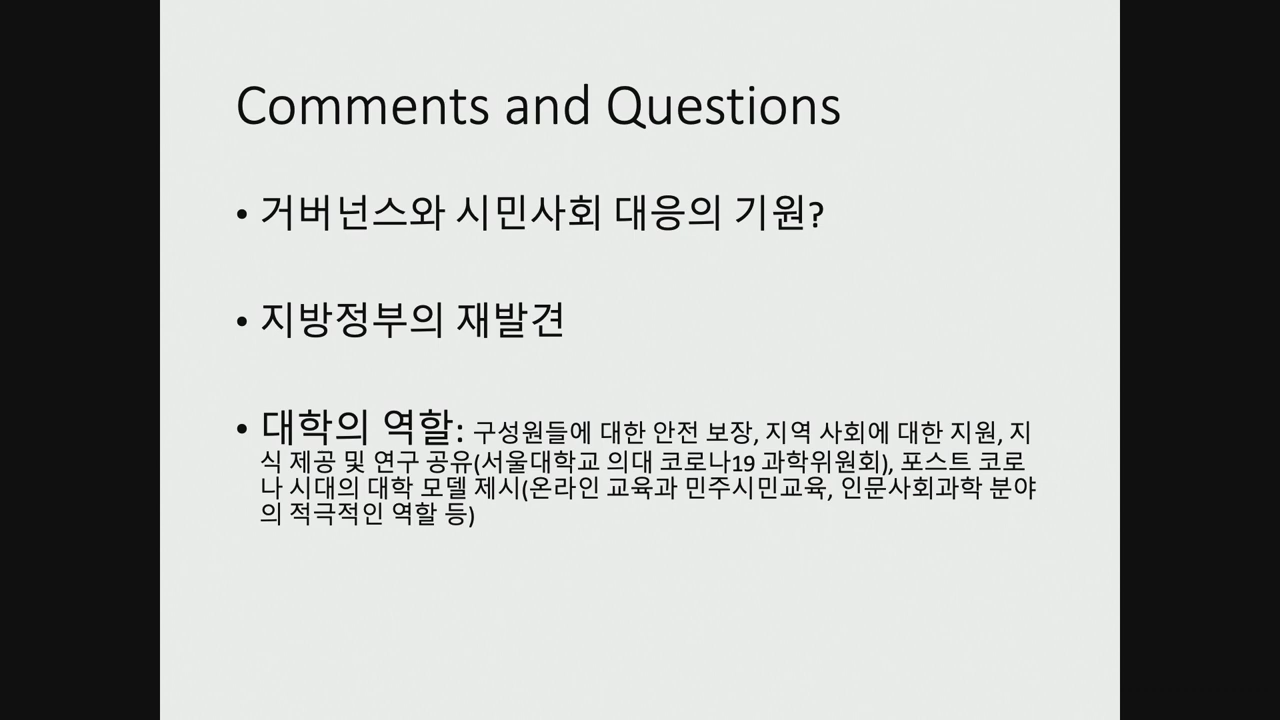 Comments and Questions
• 거버넌스와 시민사회 대응의 기원?
• 지방정부의 재발견
• 대학의 역할: 구성원들에 대한 안전 보장, 지역 사회에 대한 지원, 지
식 제공 및 연구 공유(서울대학교 의대 코로나19 과학위원회), 포스트 코로
나 시대의 대학 모델 제시(온라인 교육과 민주시민교육, 인문사회과학 분야
의 적극적인 역할 등)